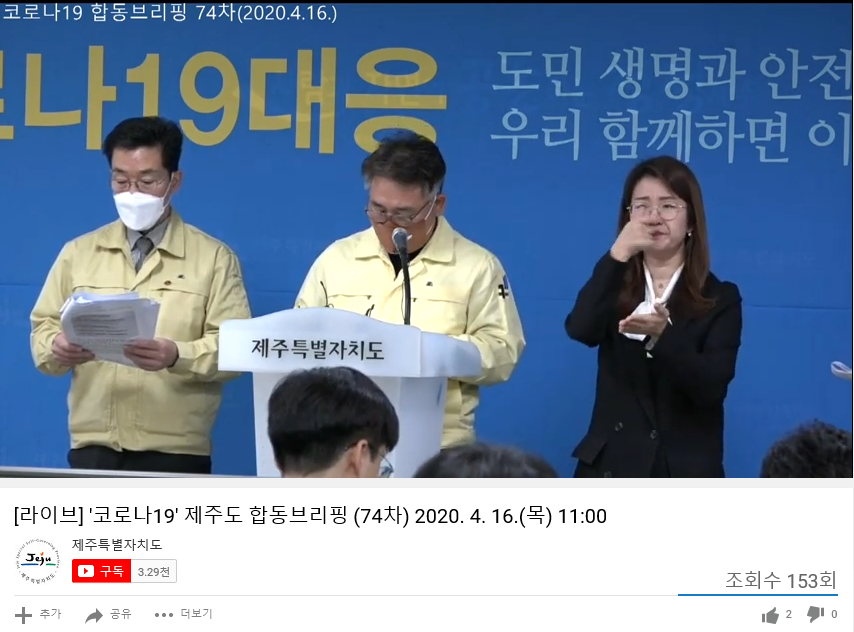 코로나19 합동브리핑 74차(2020.4.16.)
나19대응
도민 생명과 안전
우리 함께하면 이
제주특별자치도
[라이브] '코로나19' 제주도 합동브리핑 (74차) 2020. 4. 16.(목) 11:00
Jeju
제주특별자치도
구독 3.29천
조회수 153회
추가 공유 더보기 2 0